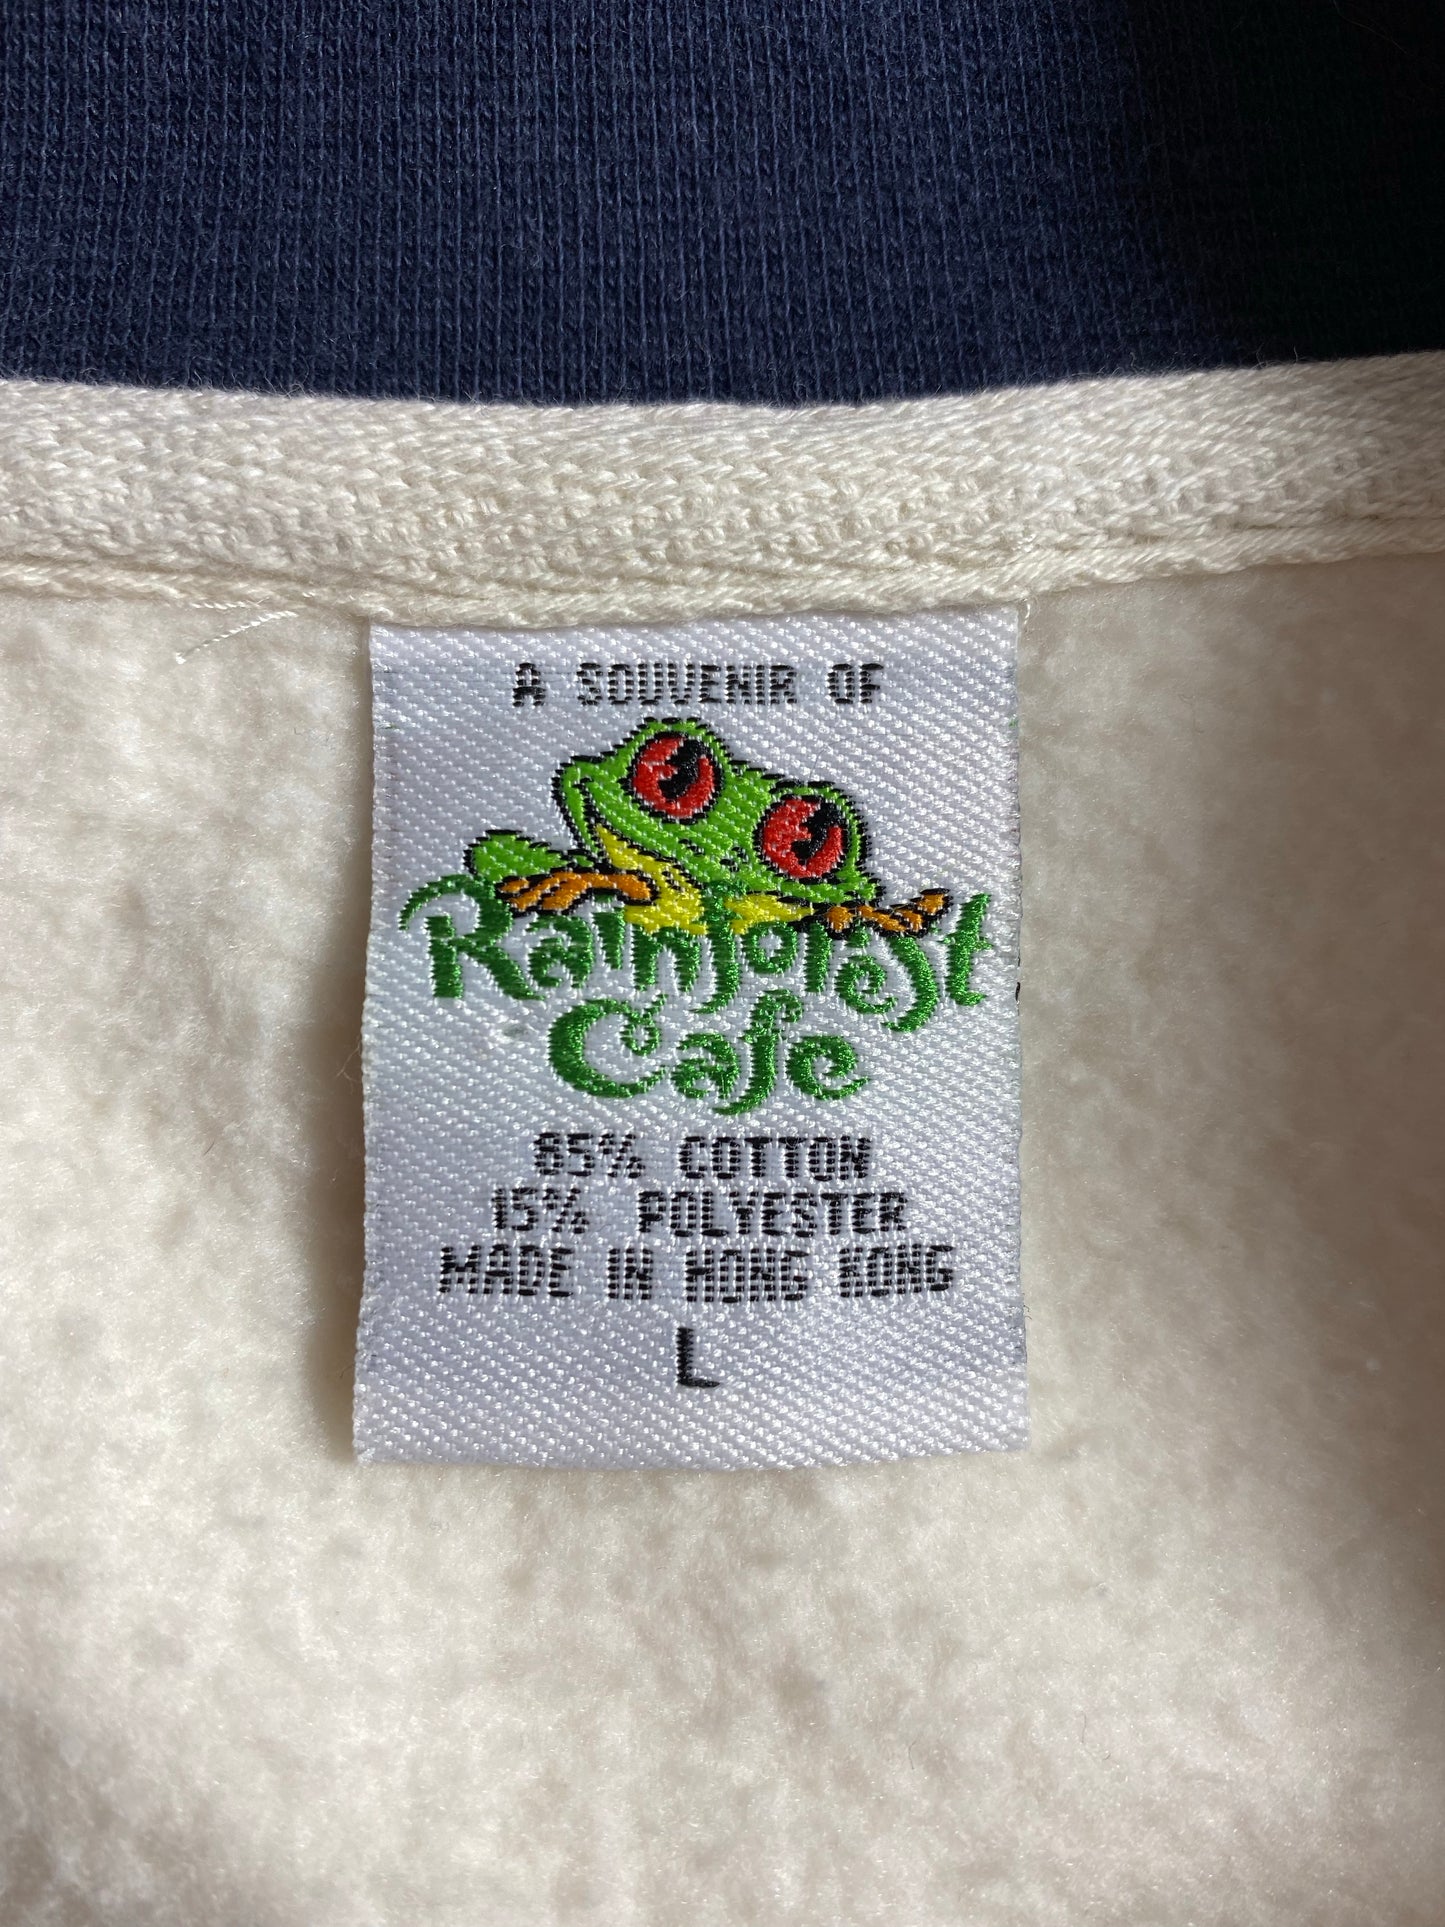 A SOUVENIR OF
Rainforest
Cafe
85% COTTON
15% POLYESTER
MADE IN HONG KONG
L